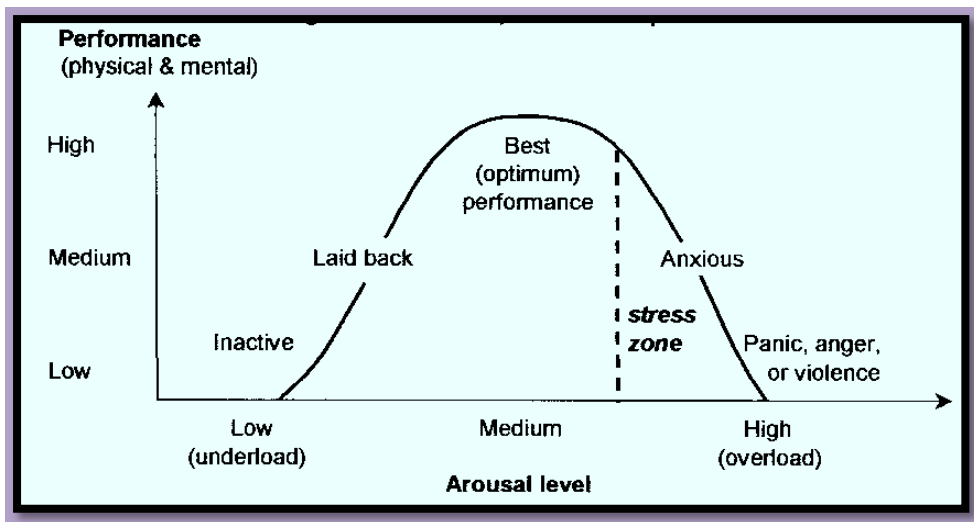 Performance
(physical & mental)
High
Best
(optimum)
performance
Medium
Laid back
Anxious
stress
zone
Inactive
Panic, anger,
or violence
Low
Low
(underload)
Medium
High
(overload)
Arousal level